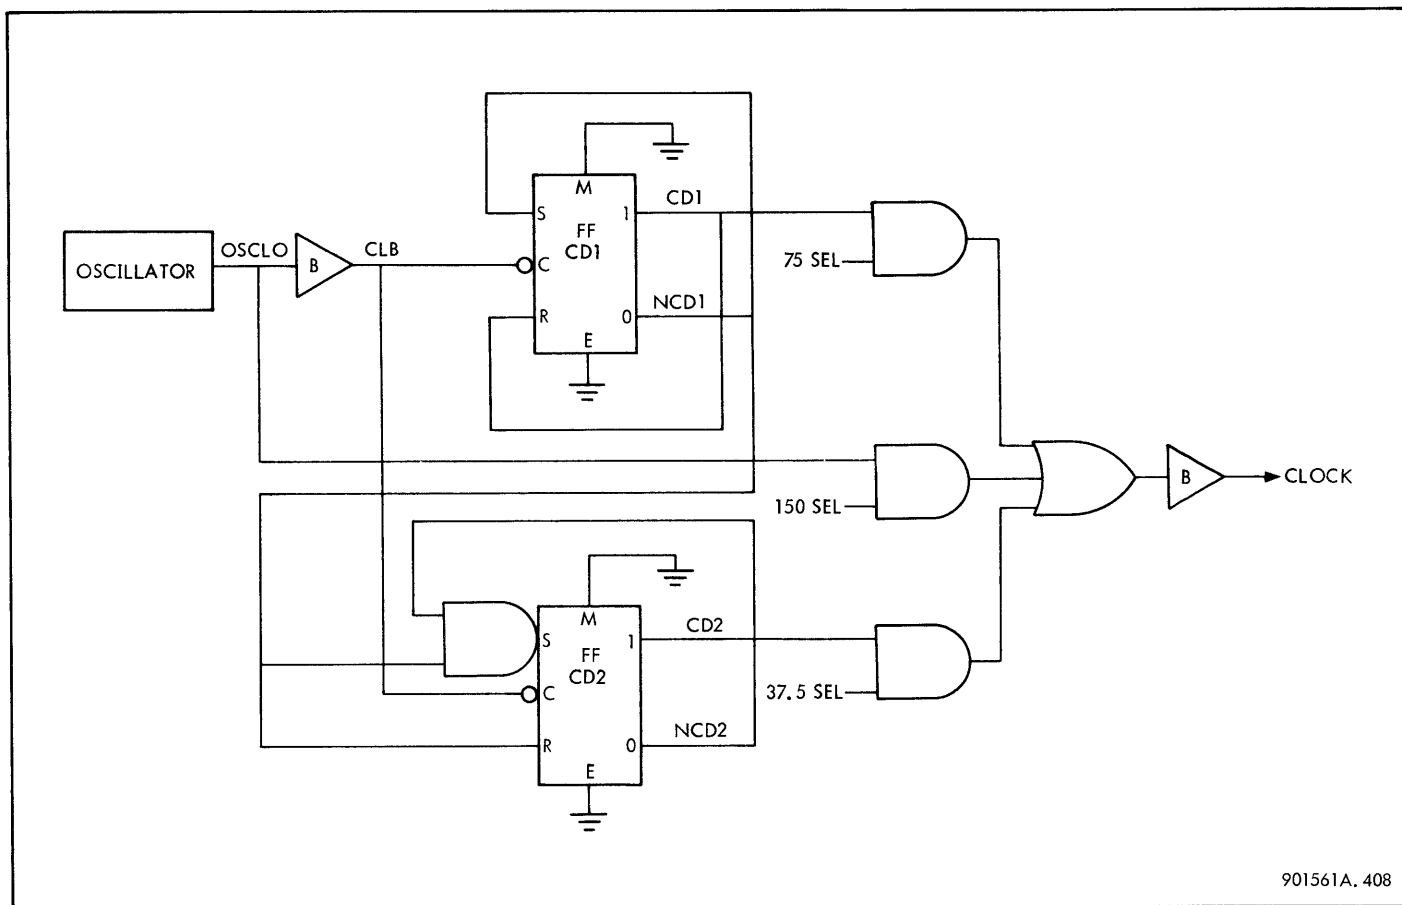 OSCILLATOR
OSCLO
B
CLB
M
S
FF
CD1
1
C
R
0
E
CD1
NCD1
75 SEL
150 SEL
B
CLOCK
M
S
FF
CD2
1
C
R
0
E
CD2
NCD2
37.5 SEL
901561A.408